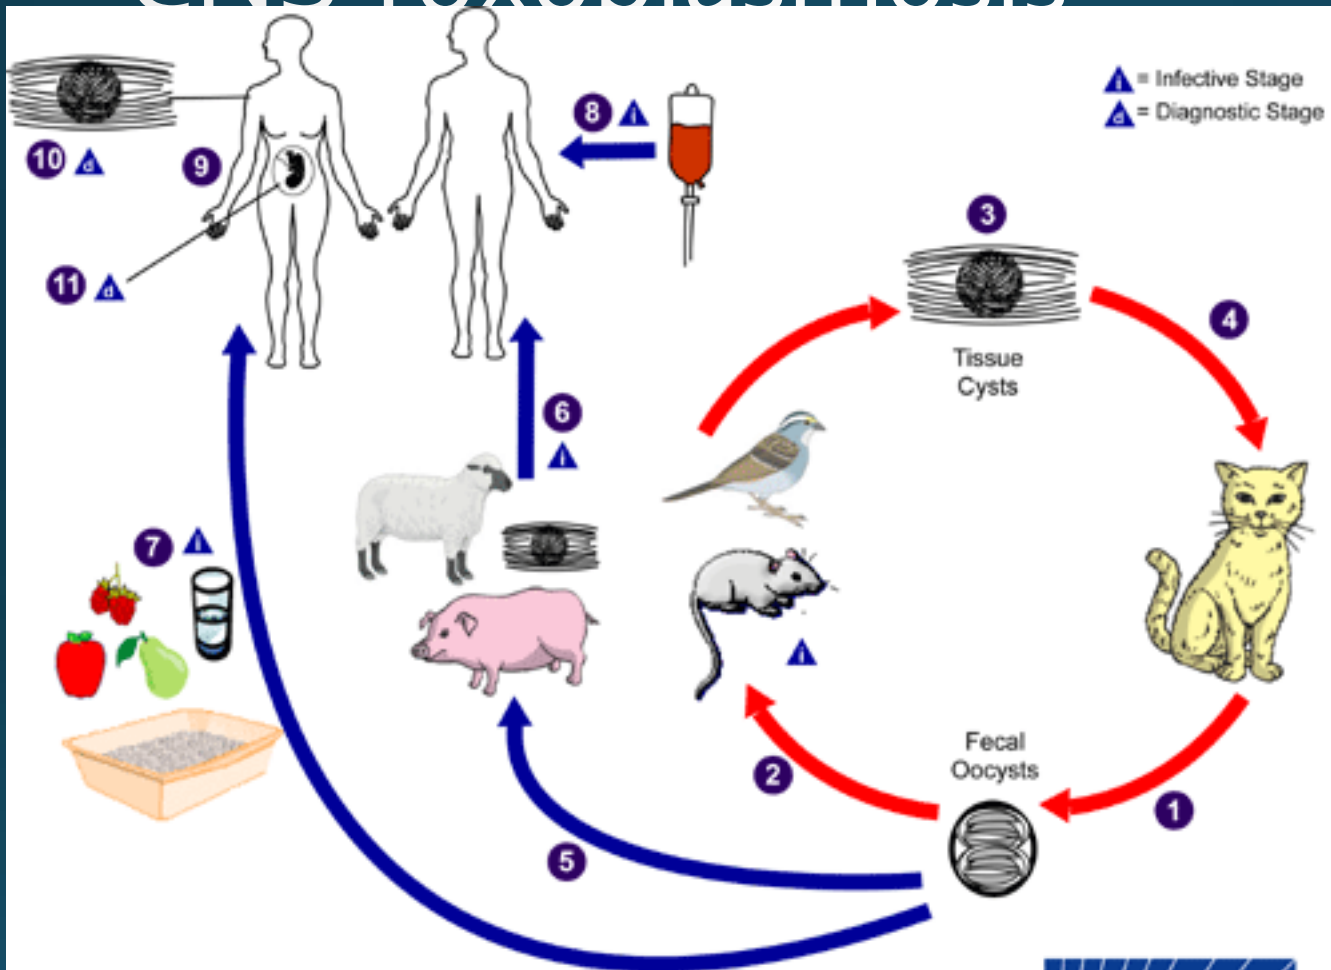 i = Infective Stage
d = Diagnostic Stage
8 i
10 d
9
3
11 d
4
Tissue
Cysts
6
i
7 i
i
Fecal
Oocysts
2
1
5